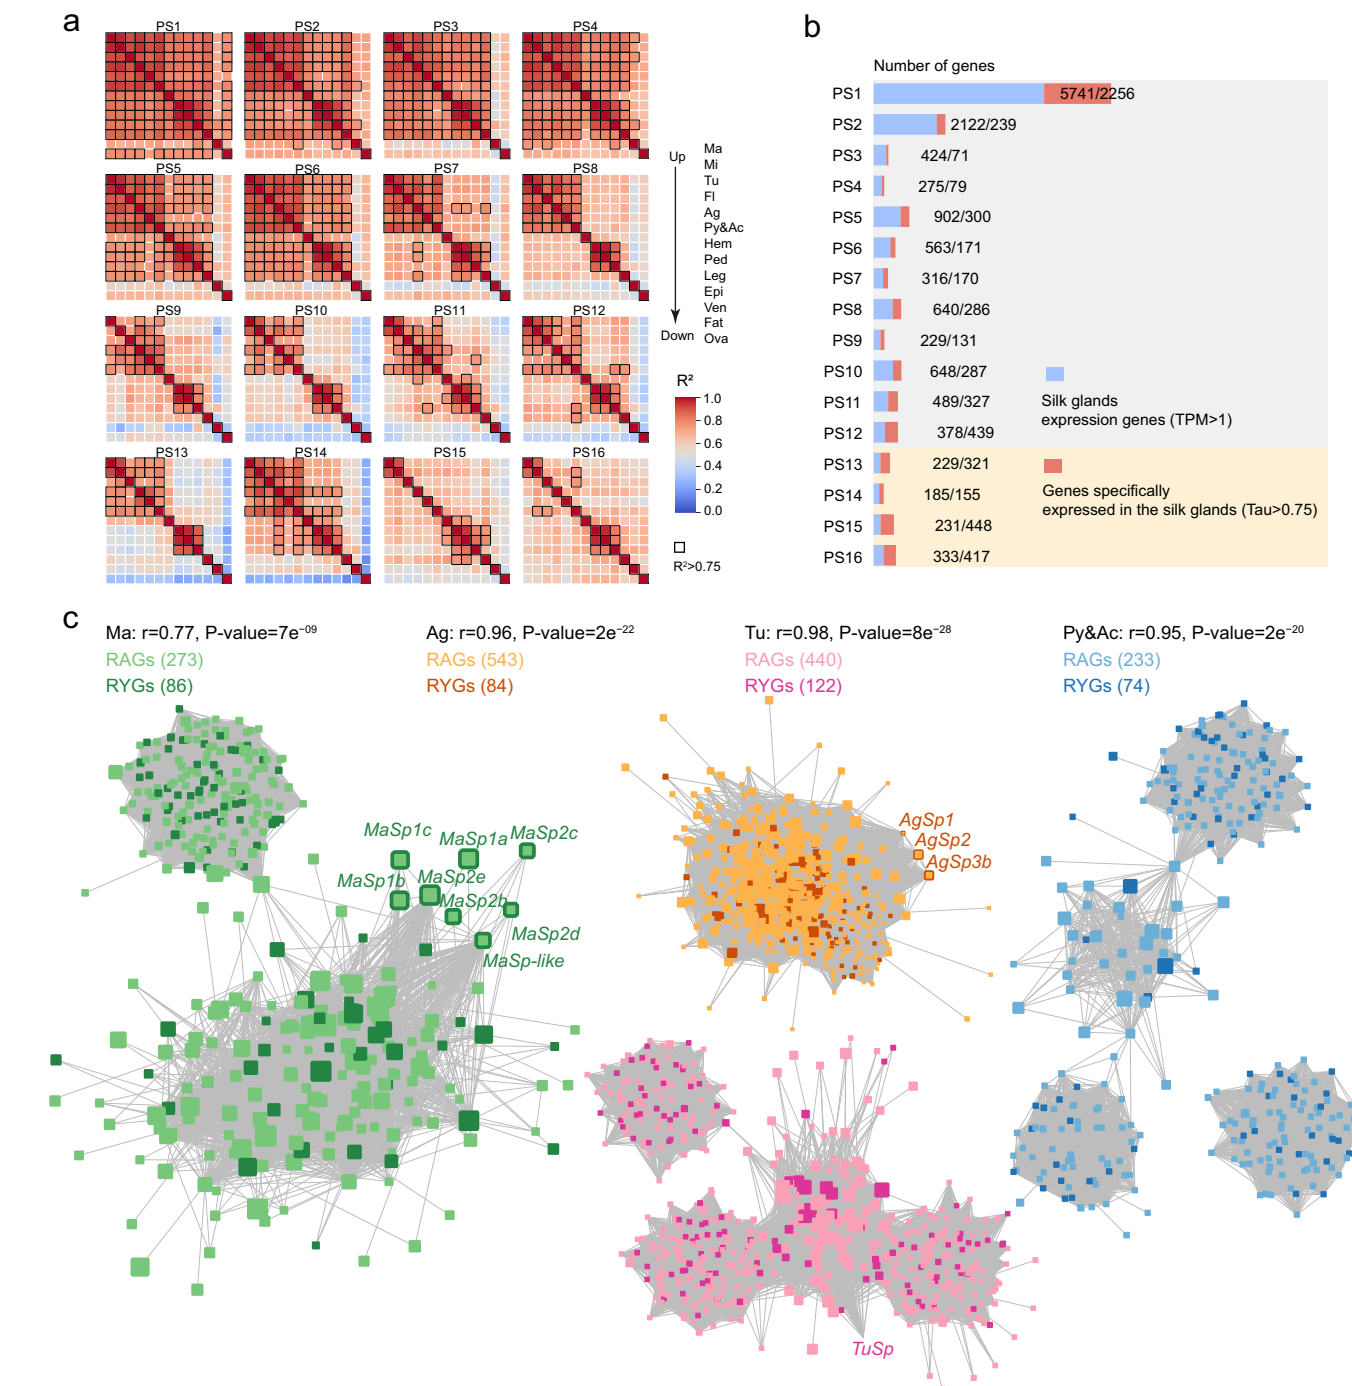 a
PS1
PS2
PS3
PS4
PS5
PS6
PS7
PS8
PS9
PS10
PS11
PS12
PS13
PS14
PS15
PS16
Up
Down
Ma
Mi
Tu
Fl
Ag
Py&Ac
Hem
Ped
Leg
Epi
Ven
Fat
Ova
R²
1.0
0.8
0.6
0.4
0.2
0.0
R²>0.75
b
Number of genes
PS1 5741/2256
PS2 2122/239
PS3 424/71
PS4 275/79
PS5 902/300
PS6 563/171
PS7 316/170
PS8 640/286
PS9 229/131
PS10 648/287
PS11 489/327
PS12 378/439
PS13 229/321
PS14 185/155
PS15 231/448
PS16 333/417
Silk glands
expression genes (TPM>1)
Genes specifically
expressed in the silk glands (Tau>0.75)
c
Ma: r=0.77, P-value=7e⁻⁰⁹
RAGs (273)
RYGs (86)
Ag: r=0.96, P-value=2e⁻²²
RAGs (543)
RYGs (84)
Tu: r=0.98, P-value=8e⁻²⁸
RAGs (440)
RYGs (122)
Py&Ac: r=0.95, P-value=2e⁻²⁰
RAGs (233)
RYGs (74)
MaSp1c
MaSp1a
MaSp2c
MaSp1b
MaSp2e
MaSp2b
MaSp2d
MaSp-like
AgSp1
AgSp2
AgSp3b
TuSp